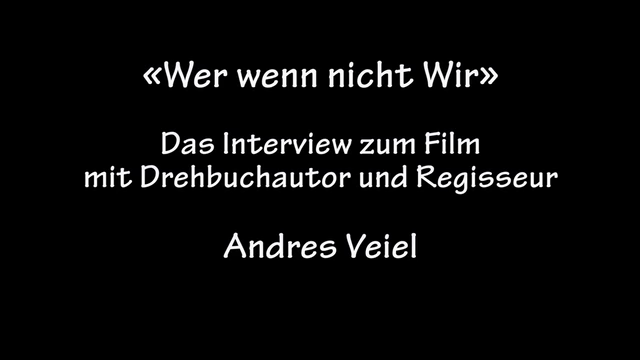 «Wer wenn nicht Wir»
Das Interview zum Film
mit Drehbuchautor und Regisseur
Andres Veiel